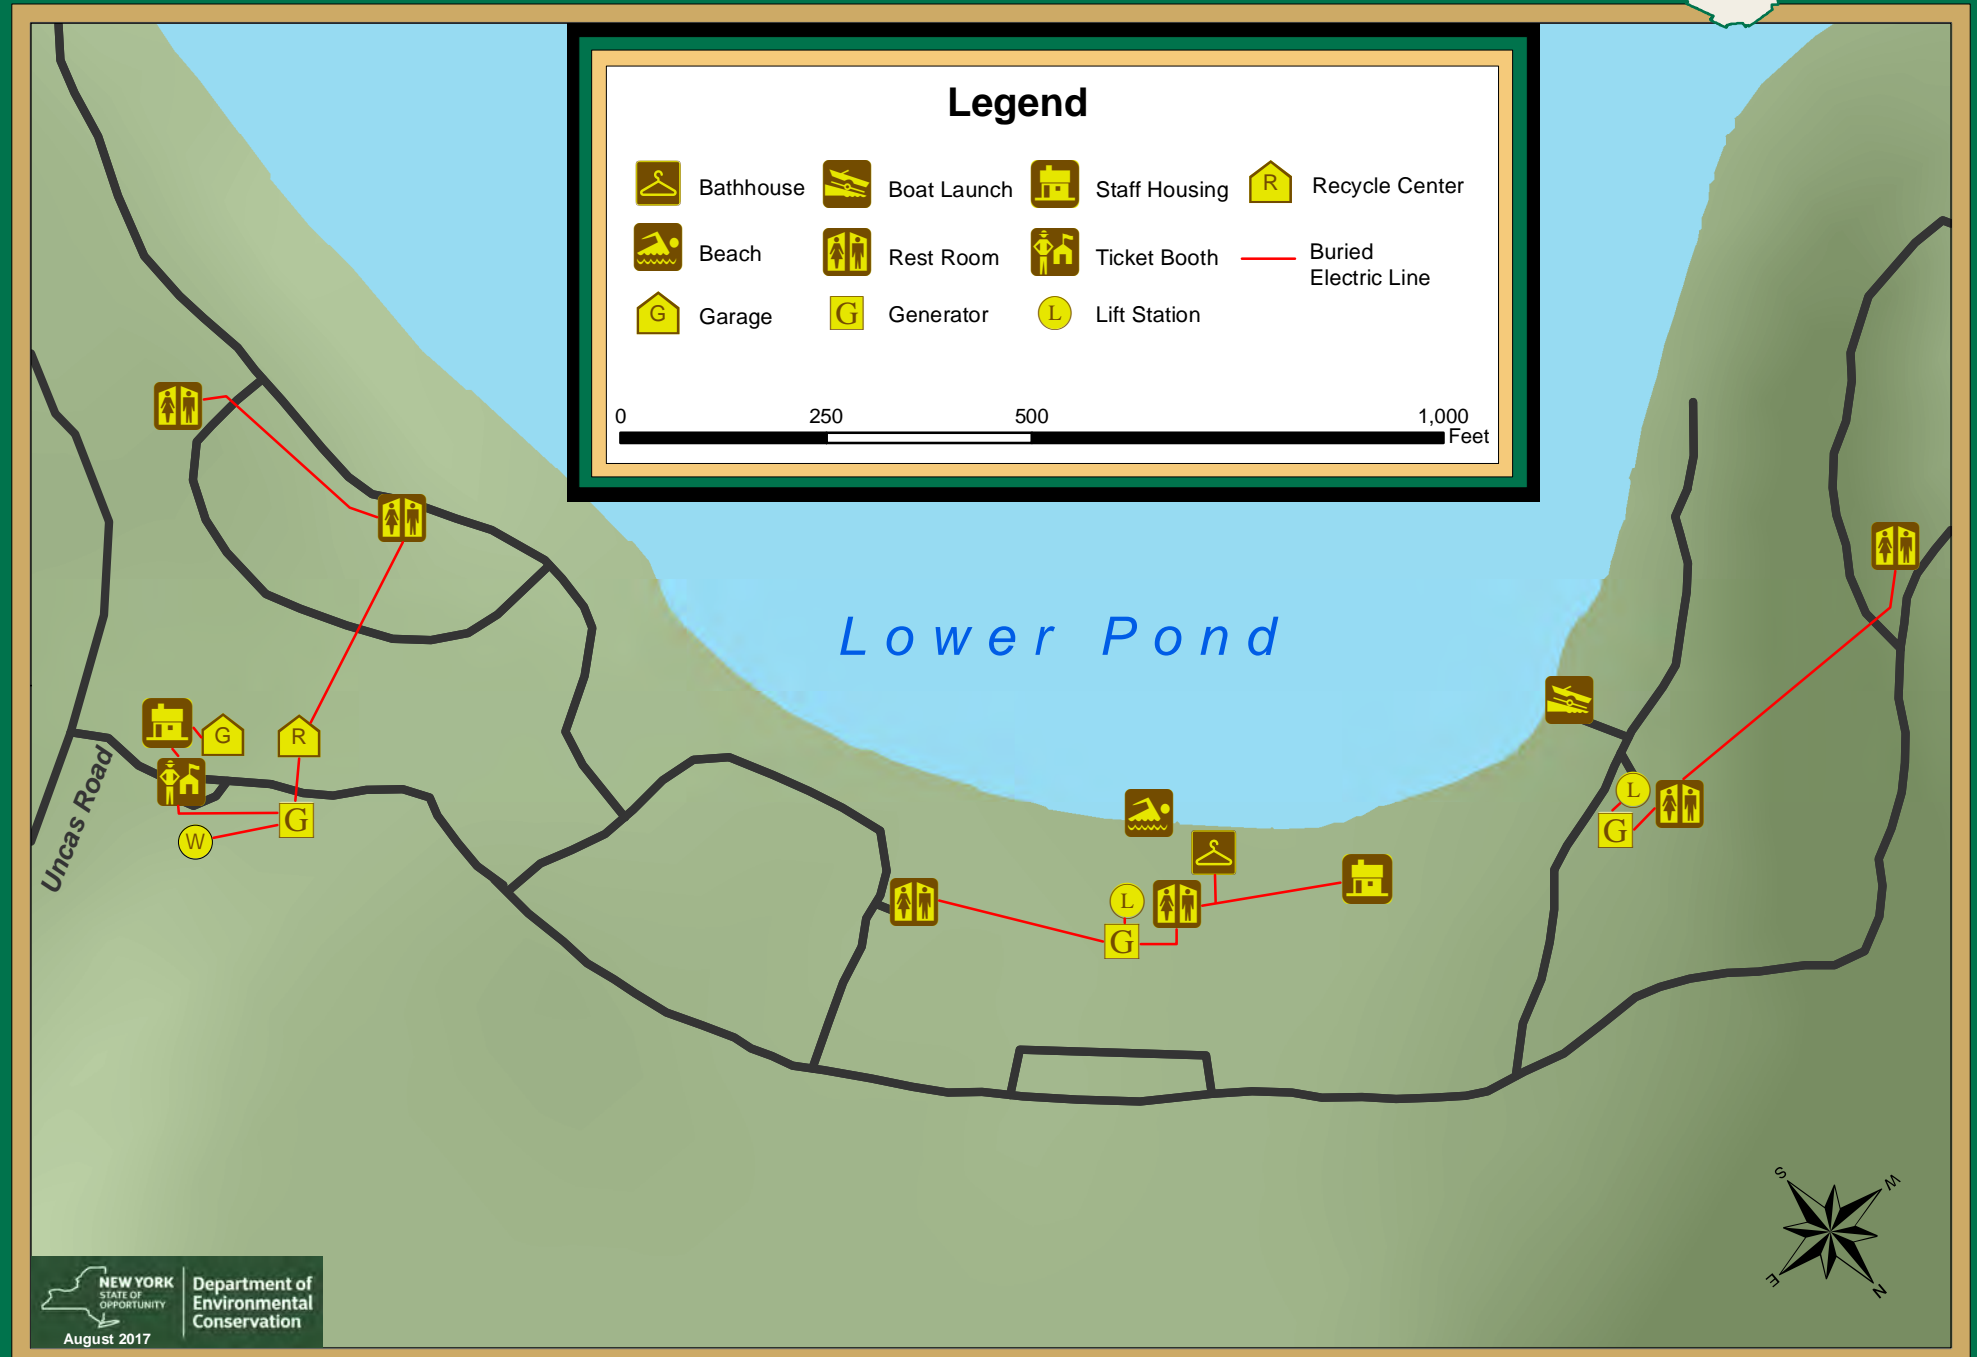 Legend
Bathhouse
Boat Launch
Staff Housing
R
Recycle Center
Beach
Rest Room
Ticket Booth
Buried
Electric Line
G
Garage
G
Generator
L
Lift Station
0
250
500
1,000
Feet
Lower Pond
G
R
L
Uncas Road
G
W
G
L
G
S
W
E
N
NEW YORK
STATE OF
OPPORTUNITY
Department of
Environmental
Conservation
August 2017